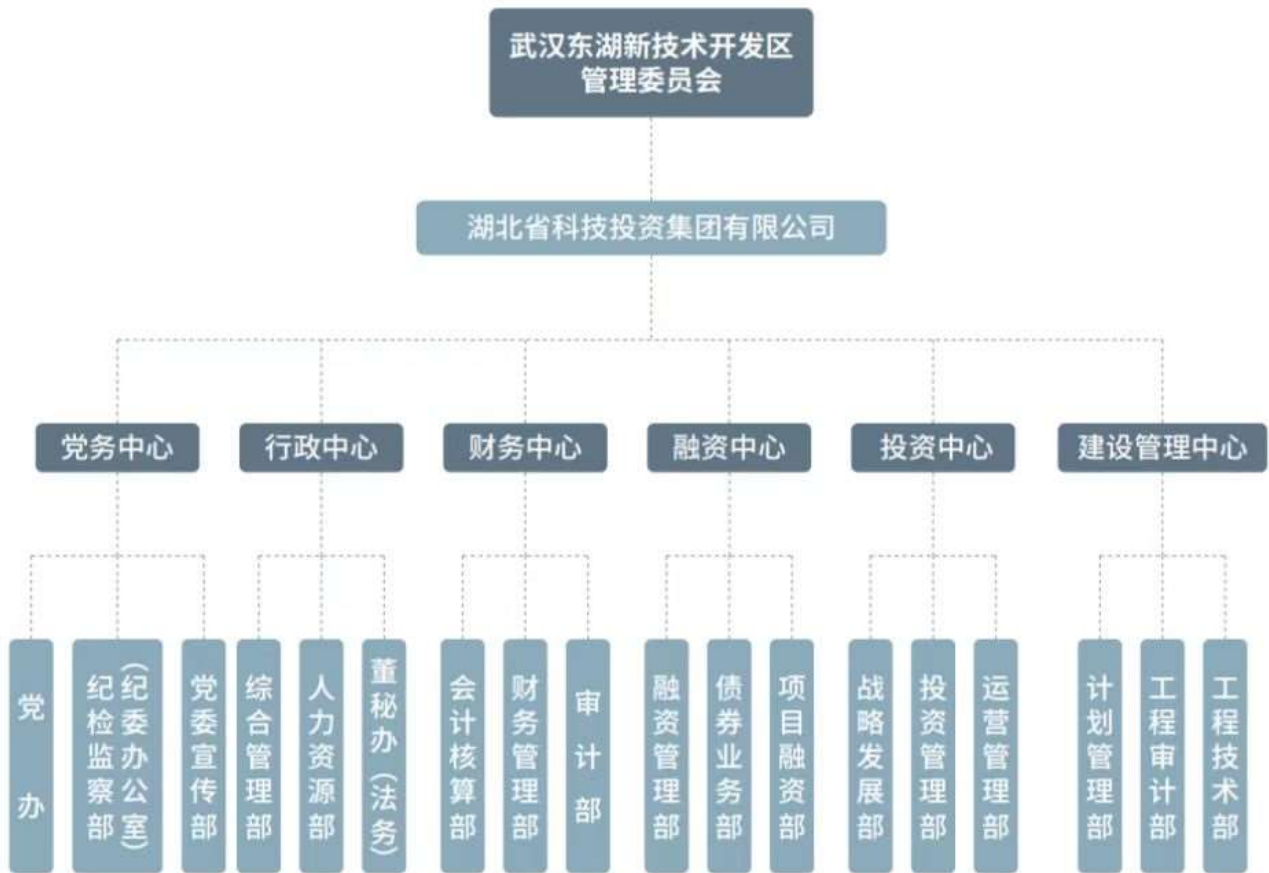 武汉东湖新技术开发区
管理委员会
湖北省科技投资集团有限公司
党务中心
行政中心
财务中心
融资中心
投资中心
建设管理中心
党办
纪检监察部
(纪委办公室)
党委宣传部
综合管理部
人力资源部
董秘办(法务)
会计核算部
财务管理部
审计部
融资管理部
债券业务部
项目融资部
战略发展部
投资管理部
运营管理部
计划管理部
工程审计部
工程技术部